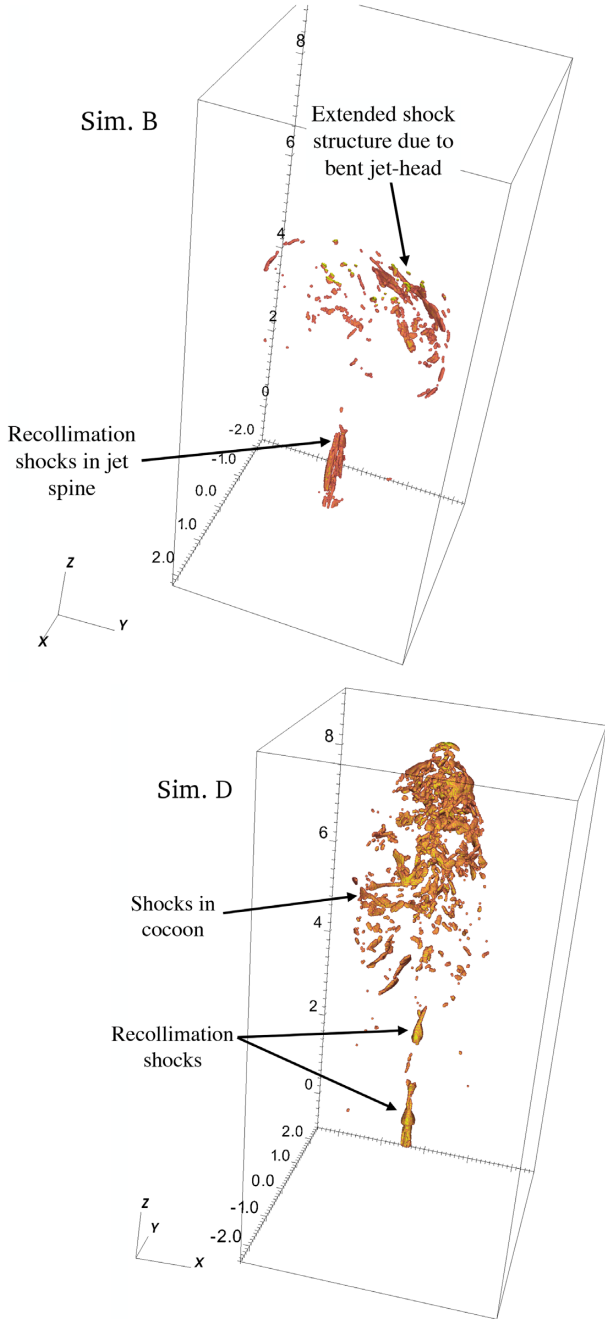 8
Sim. B
Extended shock
structure due to
bent jet-head
6
4
2
0
Recollimation
shocks in jet
spine
-2.0
-1.0
0.0
1.0
2.0
Z
Y
X
8
Sim. D
6
Shocks in
cocoon
4
2
Recollimation
shocks
0
2.0
1.0
0.0
-1.0
-2.0
Z
Y
X